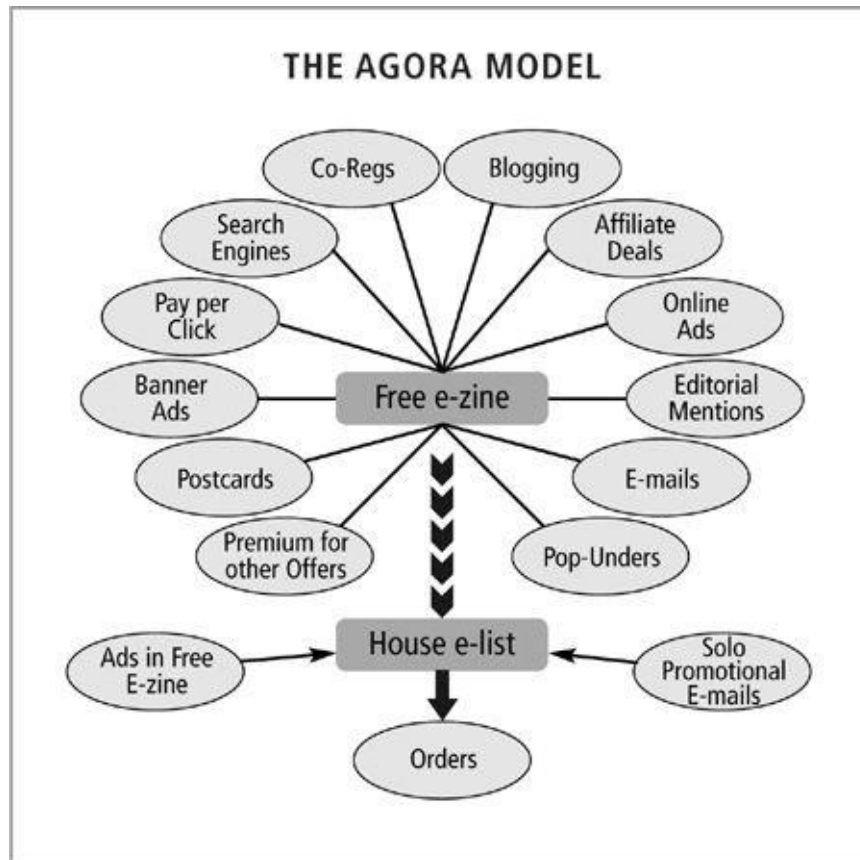 THE AGORA MODEL
Co-Regs
Blogging
Search
Engines
Affiliate
Deals
Pay per
Click
Online
Ads
Banner
Ads
Free e-zine
Editorial
Mentions
Postcards
E-mails
Premium for
other Offers
Pop-Unders
Ads in Free
E-zine
House e-list
Solo
Promotional
E-mails
Orders